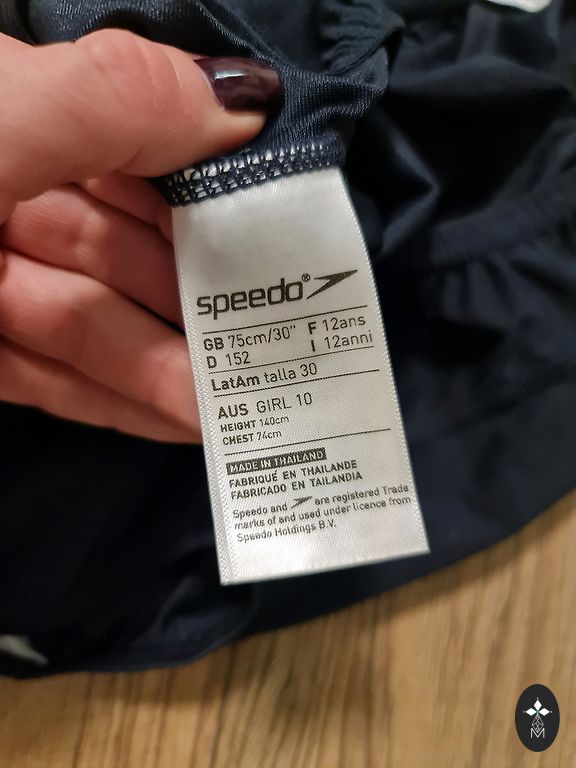 speedo®
GB 75cm/30" F 12ans
D 152 I 12anni
LatAm talla 30
AUS GIRL 10
HEIGHT 140cm
CHEST 74cm
MADE IN THAILAND
FABRIQUÉ EN THAILANDE
FABRICADO EN TAILANDIA
Speedo and are registered Trade
marks of and used under licence from
Speedo Holdings B.V.
M